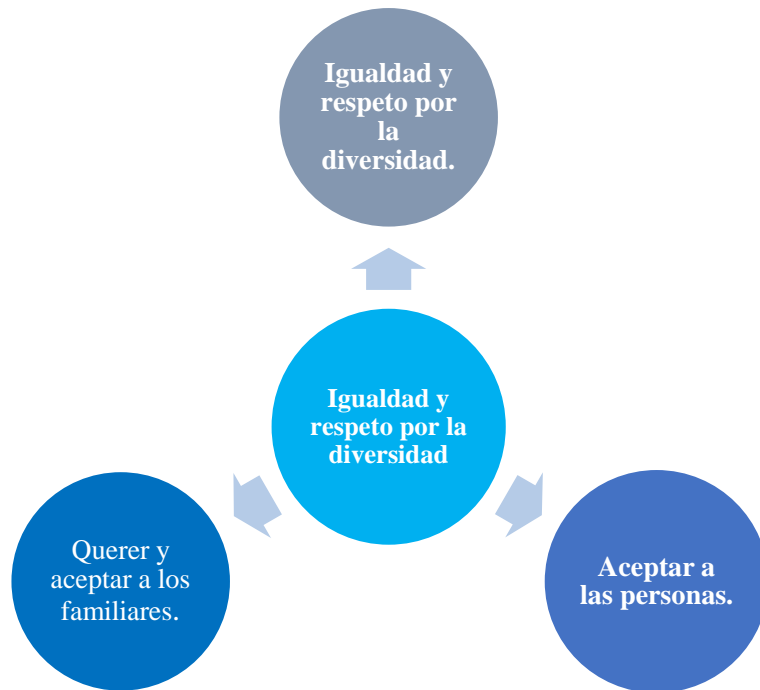 Igualdad y
respeto por
la
diversidad.
Igualdad y
respeto por la
diversidad
Querer y
aceptar a los
familiares.
Aceptar a
las personas.